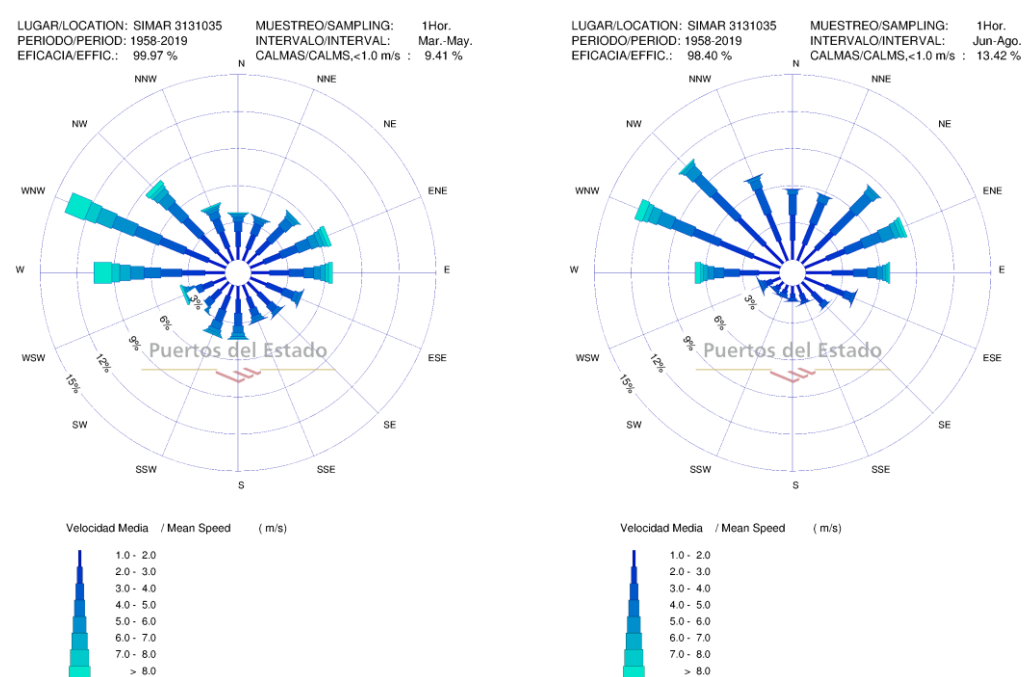 LUGAR/LOCATION: SIMAR 3131035 MUESTREO/SAMPLING: 1Hor.
PERIODO/PERIOD: 1958-2019 INTERVALO/INTERVAL: Mar.-May.
EFICACIA/EFFIC.: 99.97 % CALMAS/CALMS,<1.0 m/s : 9.41 %
N
NNW NNE
NW NE
WNW ENE
W E
3%
6%
9%
12%
15%
WSW ESE
SW SE
SSW SSE
S
Puertos del Estado
Velocidad Media / Mean Speed ( m/s)
1.0 - 2.0
2.0 - 3.0
3.0 - 4.0
4.0 - 5.0
5.0 - 6.0
6.0 - 7.0
7.0 - 8.0
> 8.0
LUGAR/LOCATION: SIMAR 3131035 MUESTREO/SAMPLING: 1Hor.
PERIODO/PERIOD: 1958-2019 INTERVALO/INTERVAL: Jun-Ago.
EFICACIA/EFFIC.: 98.40 % CALMAS/CALMS,<1.0 m/s : 13.42 %
N
NNW NNE
NW NE
WNW ENE
W E
3%
6%
9%
12%
15%
WSW ESE
SW SE
SSW SSE
S
Puertos del Estado
Velocidad Media / Mean Speed ( m/s)
1.0 - 2.0
2.0 - 3.0
3.0 - 4.0
4.0 - 5.0
5.0 - 6.0
6.0 - 7.0
7.0 - 8.0
> 8.0